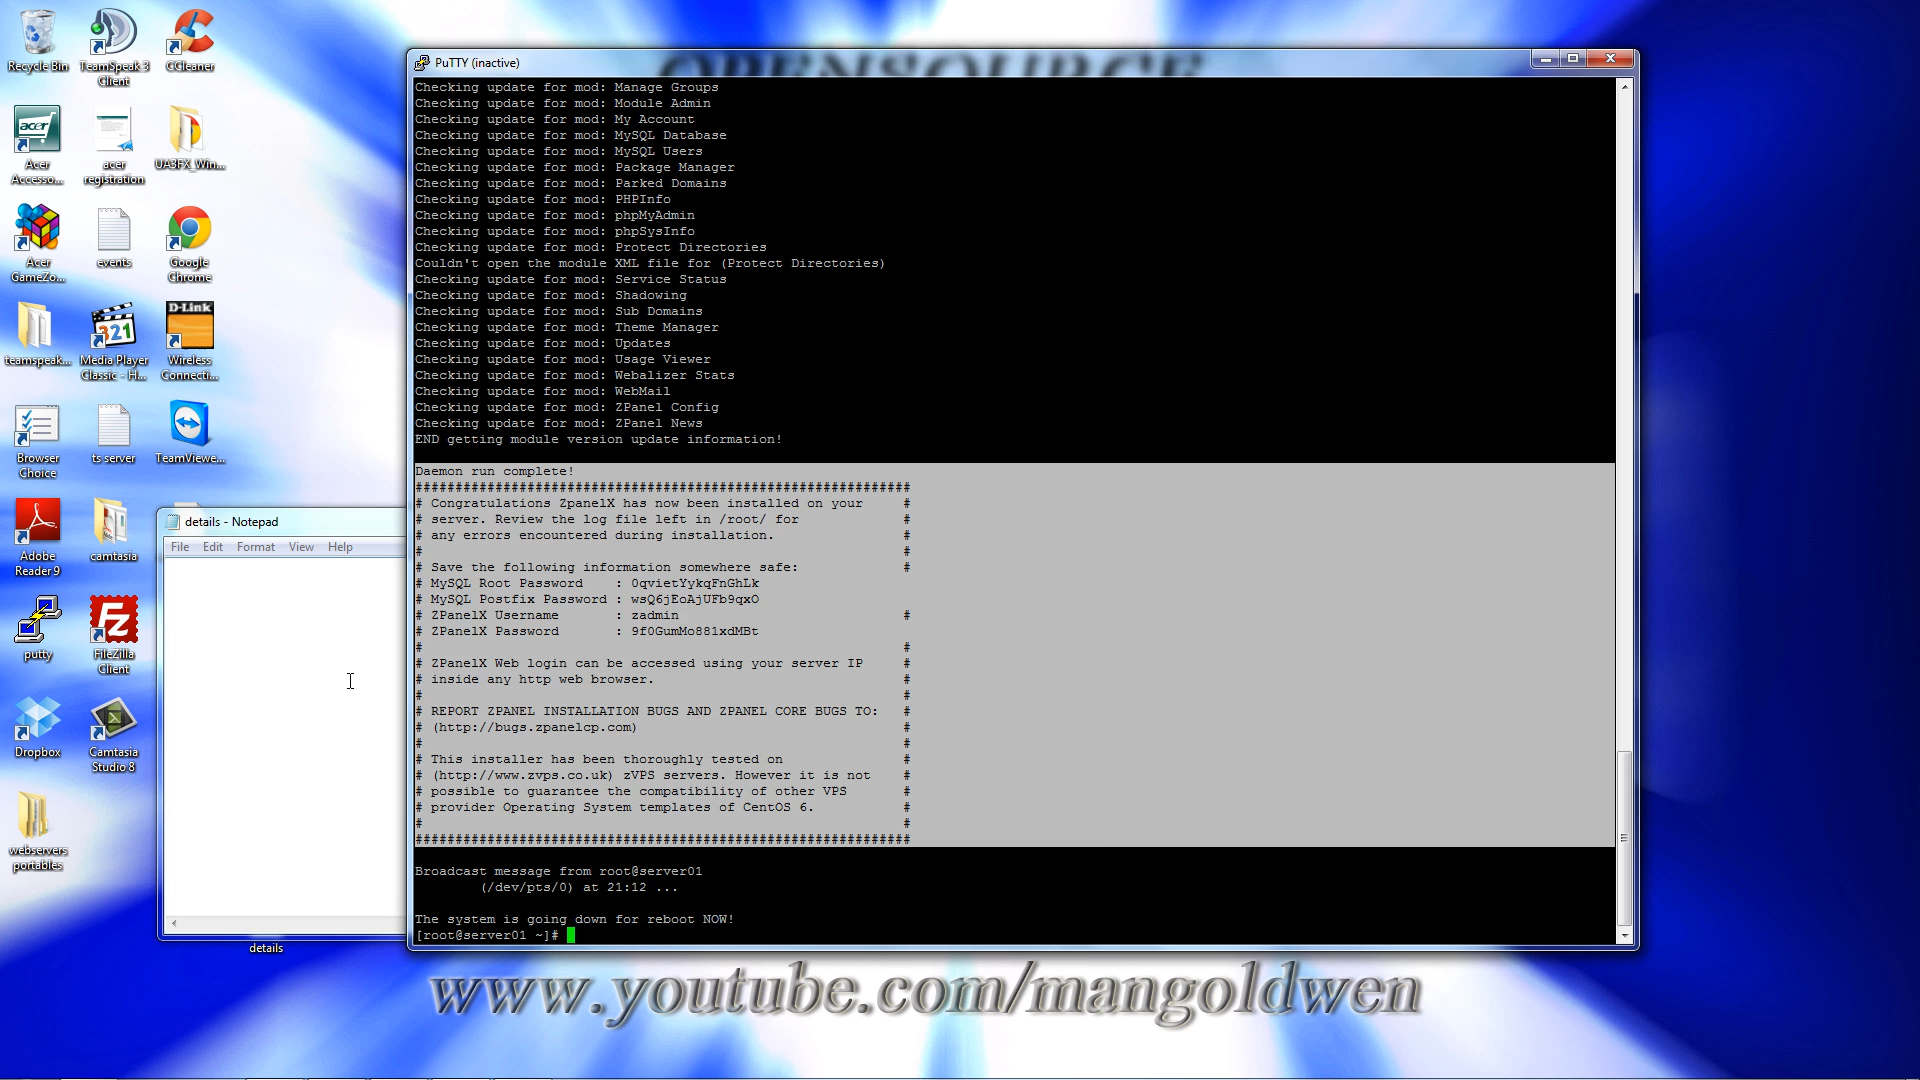 Recycle Bin
TeamSpeak 3
Client
CCleaner
acer
Acer
Accesso...
acer
registration
UA3FX_Win...
Acer
GameZo...
events
Google
Chrome
teamspeak...
321
Media Player
Classic - H...
D-Link
Wireless
Connecti...
Browser
Choice
ts server
TeamViewe...
Adobe
Reader 9
camtasia
putty
FileZilla
Client
Dropbox
Camtasia
Studio 8
webservers
portables
details - Notepad
File Edit Format View Help
details
OPENSOURCE
PuTTY (inactive)
Checking update for mod: Manage Groups
Checking update for mod: Module Admin
Checking update for mod: My Account
Checking update for mod: MySQL Database
Checking update for mod: MySQL Users
Checking update for mod: Package Manager
Checking update for mod: Parked Domains
Checking update for mod: PHPInfo
Checking update for mod: phpMyAdmin
Checking update for mod: phpSysInfo
Checking update for mod: Protect Directories
Couldn't open the module XML file for (Protect Directories)
Checking update for mod: Service Status
Checking update for mod: Shadowing
Checking update for mod: Sub Domains
Checking update for mod: Theme Manager
Checking update for mod: Updates
Checking update for mod: Usage Viewer
Checking update for mod: Webalizer Stats
Checking update for mod: WebMail
Checking update for mod: ZPanel Config
Checking update for mod: ZPanel News
END getting module version update information!
Daemon run complete!
##############################################################
# Congratulations ZpanelX has now been installed on your #
# server. Review the log file left in /root/ for #
# any errors encountered during installation. #
# #
# Save the following information somewhere safe: #
# MySQL Root Password : 0qvietYykqFnGhLk
# MySQL Postfix Password : wsQ6jEoAjUFb9qxO
# ZPanelX Username : zadmin #
# ZPanelX Password : 9f0GumMo881xdMBt
# #
# ZPanelX Web login can be accessed using your server IP #
# inside any http web browser. #
# #
# REPORT ZPANEL INSTALLATION BUGS AND ZPANEL CORE BUGS TO: #
# (http://bugs.zpanelcp.com) #
# #
# This installer has been thoroughly tested on #
# (http://www.zvps.co.uk) zVPS servers. However it is not #
# possible to guarantee the compatibility of other VPS #
# provider Operating System templates of CentOS 6. #
# #
##############################################################
Broadcast message from root@server01
(/dev/pts/0) at 21:12 ...
The system is going down for reboot NOW!
[root@server01 ~]#
www.youtube.com/mangoldwen